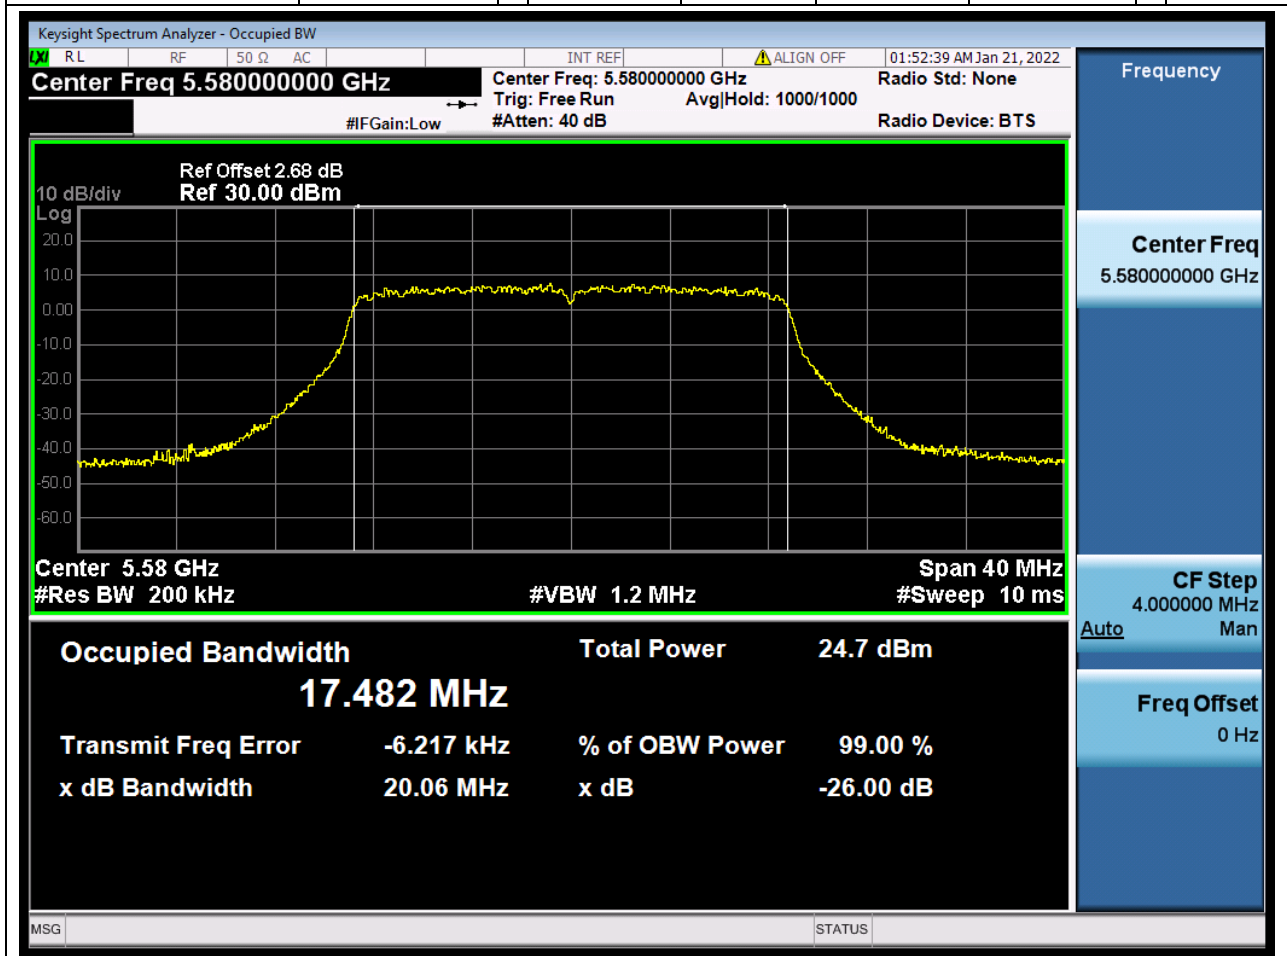 Keysight Spectrum Analyzer - Occupied BW
LXI RL RF 50 Ω AC INT REF ALIGN OFF 01:52:39 AM Jan 21, 2022
Center Freq 5.580000000 GHz
Center Freq: 5.580000000 GHz
Radio Std: None
Trig: Free Run Avg|Hold: 1000/1000
#IFGain:Low #Atten: 40 dB
Radio Device: BTS
Ref Offset 2.68 dB
10 dB/div Ref 30.00 dBm
Log
20.0
10.0
0.00
-10.0
-20.0
-30.0
-40.0
-50.0
-60.0
Center 5.58 GHz Span 40 MHz
#Res BW 200 kHz #VBW 1.2 MHz #Sweep 10 ms
Occupied Bandwidth Total Power 24.7 dBm
17.482 MHz
Transmit Freq Error -6.217 kHz % of OBW Power 99.00 %
x dB Bandwidth 20.06 MHz x dB -26.00 dB
MSG STATUS
Frequency
Center Freq
5.580000000 GHz
CF Step
4.000000 MHz
Auto Man
Freq Offset
0 Hz